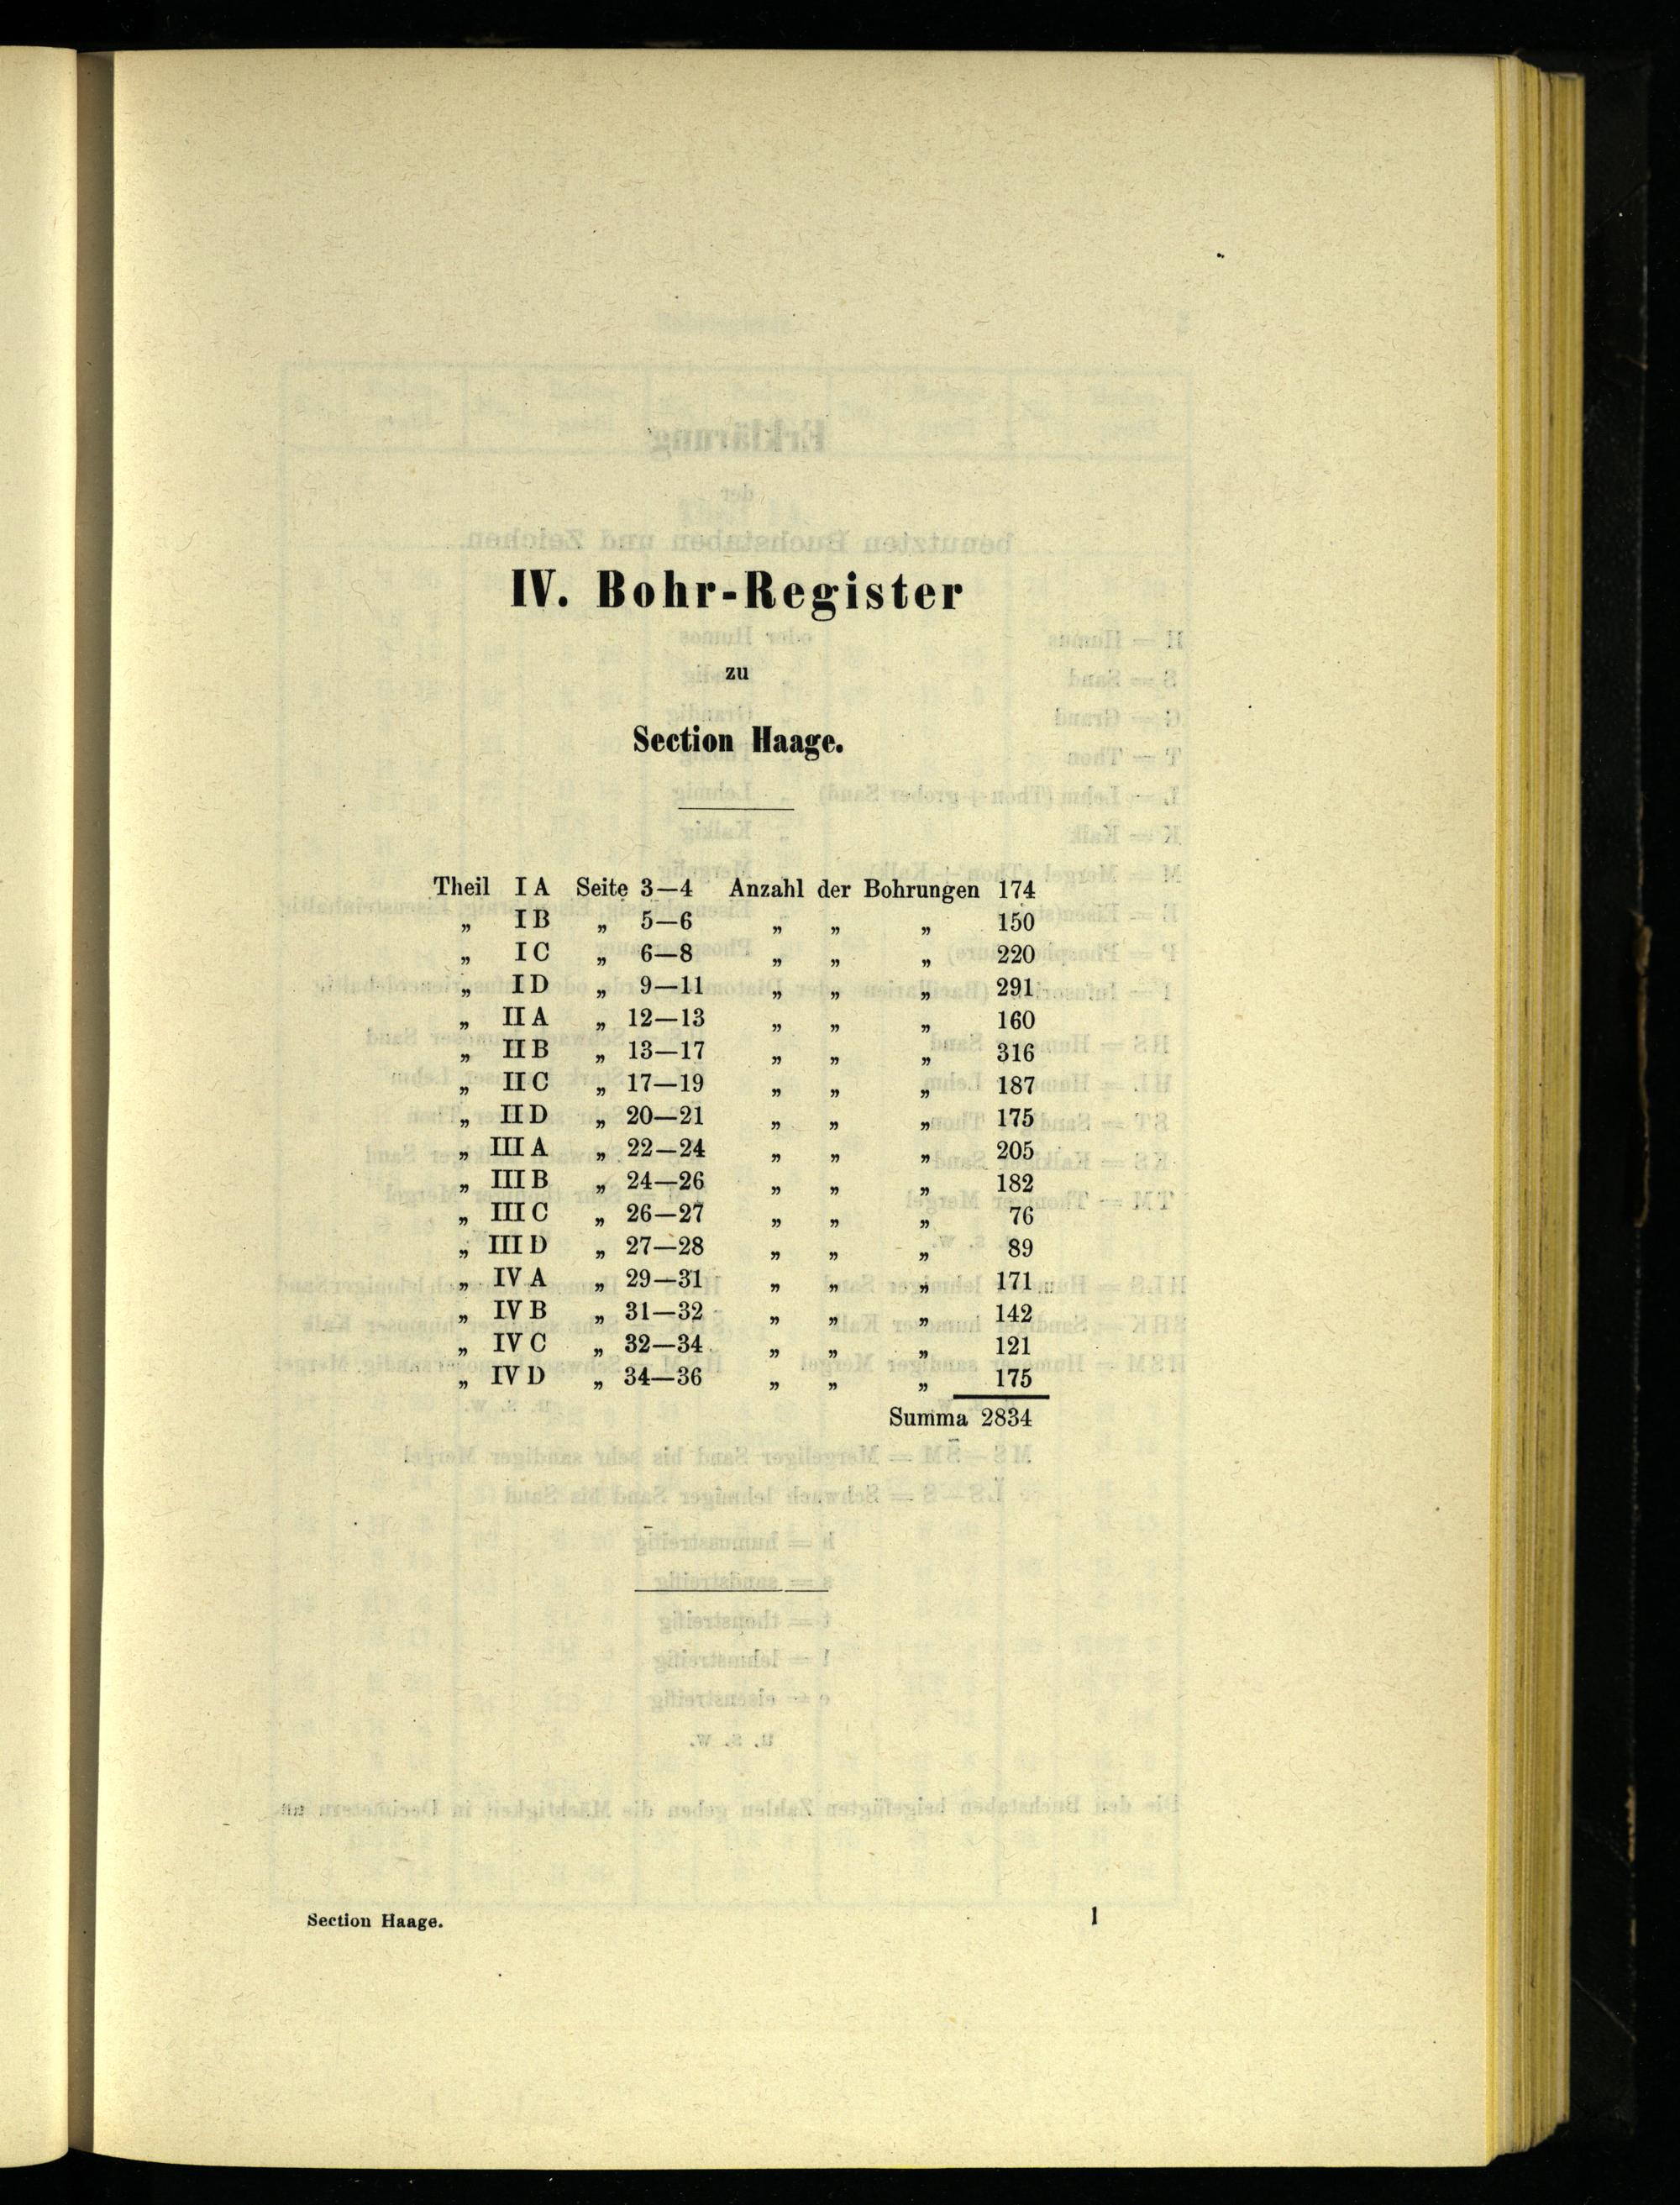 IV. Bohr-Register
zu
Section Haage.
Theil I A Seite 3—4 Anzahl der Bohrungen 174
„ I B „ 5—6 „ „ „ 150
„ I C „ 6—8 „ „ „ 220
„ I D „ 9—11 „ „ „ 291
„ II A „ 12—13 „ „ „ 160
„ II B „ 13—17 „ „ „ 316
„ II C „ 17—19 „ „ „ 187
„ II D „ 20—21 „ „ „ 175
„ III A „ 22—24 „ „ „ 205
„ III B „ 24—26 „ „ „ 182
„ III C „ 26—27 „ „ „ 76
„ III D „ 27—28 „ „ „ 89
„ IV A „ 29—31 „ „ „ 171
„ IV B „ 31—32 „ „ „ 142
„ IV C „ 32—34 „ „ „ 121
„ IV D „ 34—36 „ „ „ 175
Summa 2834
Section Haage. 1